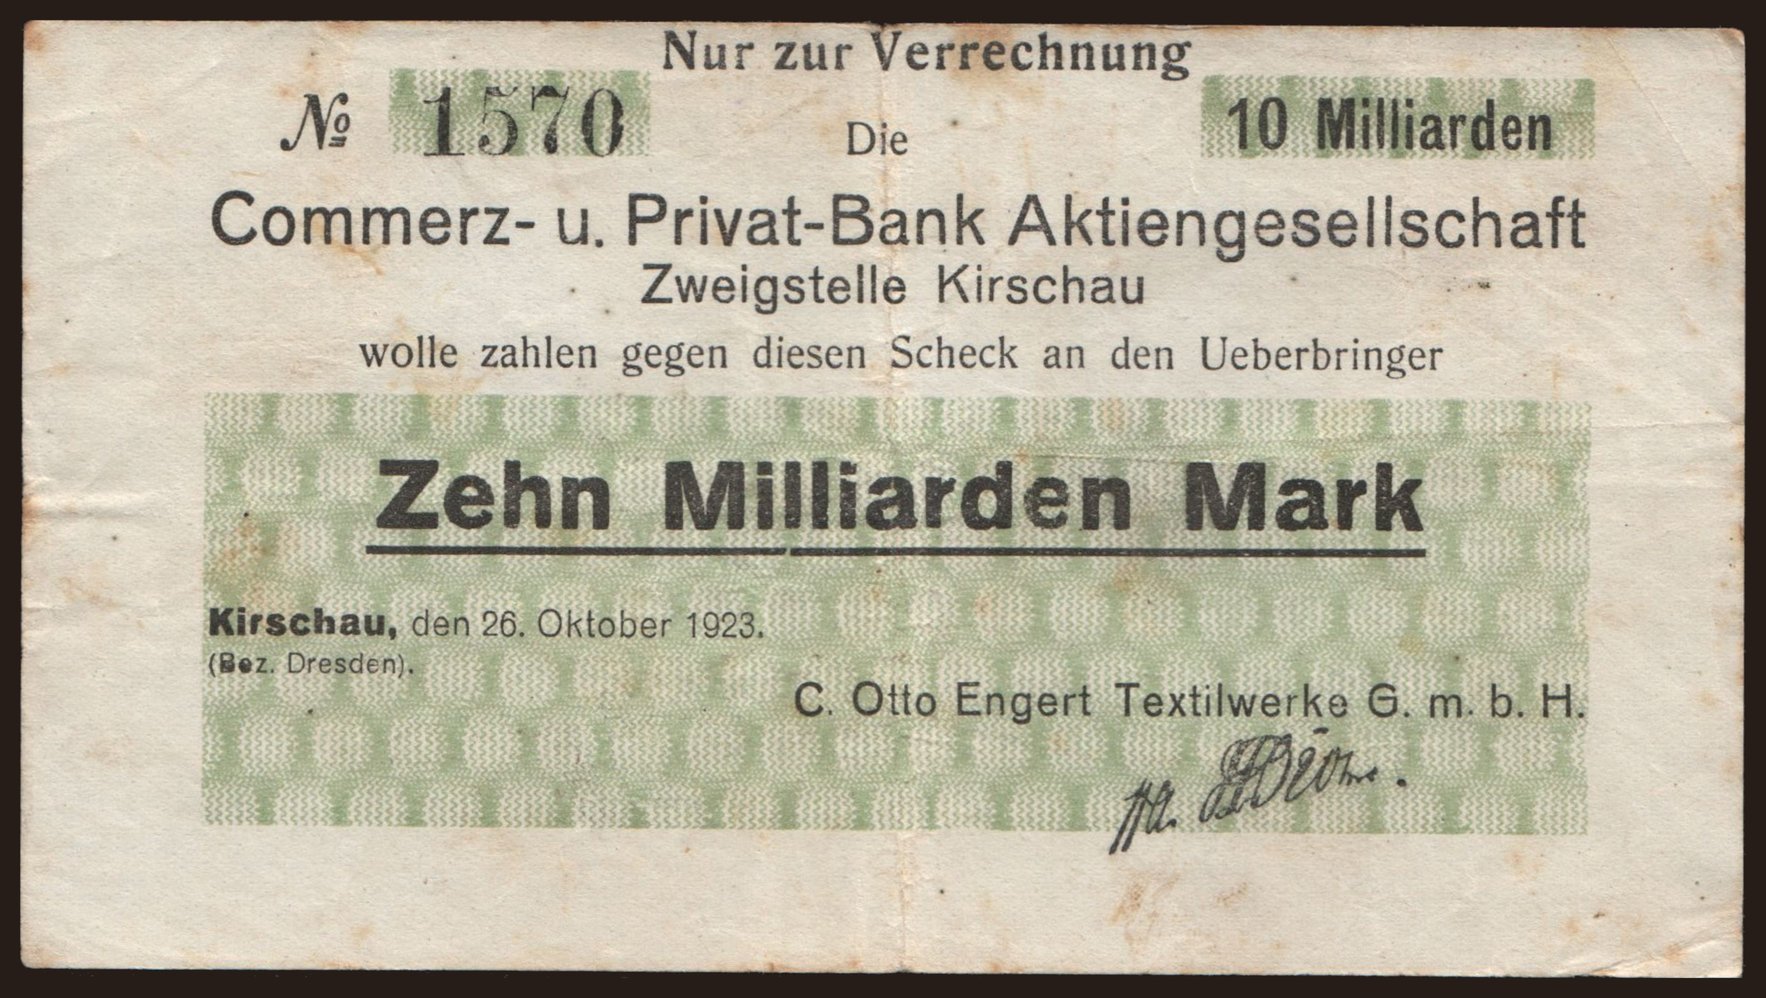 Nur zur Verrechnung
№ 1570
Die
10 Milliarden
Commerz- u. Privat-Bank Aktiengesellschaft
Zweigstelle Kirschau
wolle zahlen gegen diesen Scheck an den Ueberbringer
Zehn Milliarden Mark
Kirschau, den 26. Oktober 1923.
(Bez. Dresden).
C. Otto Engert Textilwerke G. m. b. H.